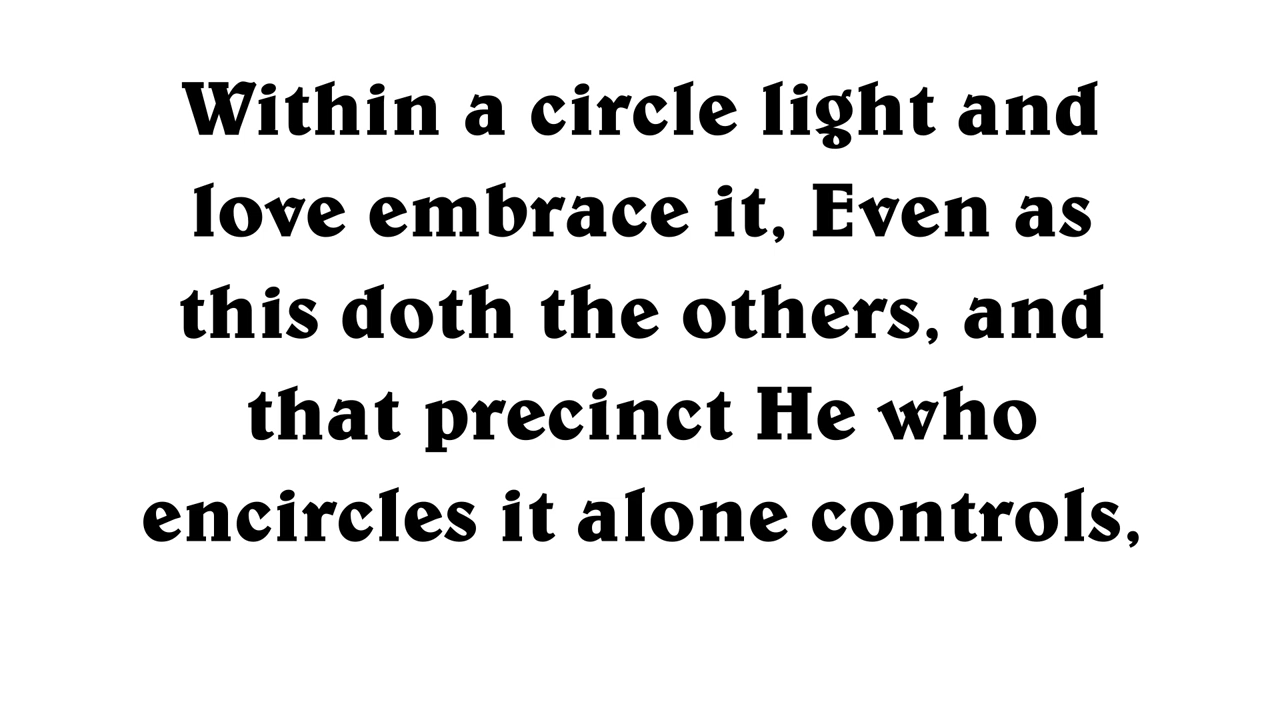 Within a circle light and
love embrace it, Even as
this doth the others, and
that precinct He who
encircles it alone controls,